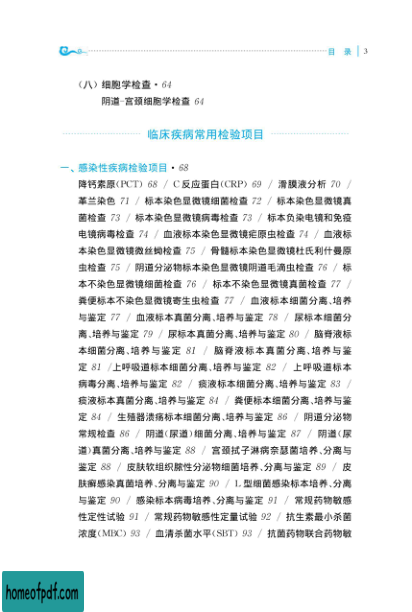 目 录 3
（八）细胞学检查・64
阴道-宫颈细胞学检查 64
临床疾病常用检验项目
一、感染性疾病检验项目・68
降钙素原(PCT) 68 / C反应蛋白(CRP) 69 / 滑膜液分析 70 /
革兰染色 71 / 标本染色显微镜细菌检查 72 / 标本染色显微镜真
菌检查 73 / 标本染色显微镜病毒检查 73 / 标本负染电镜和免疫
电镜病毒检查 74 / 血液标本染色显微镜疟原虫检查 74 / 血液标
本染色显微镜微丝蚴检查 75 / 骨髓标本染色显微镜杜氏利什曼原
虫检查 75 / 阴道分泌物标本染色显微镜阴道毛滴虫检查 76 / 标
本不染色显微镜细菌检查 76 / 标本不染色显微镜真菌检查 77 /
粪便标本不染色显微镜寄生虫检查 77 / 血液标本细菌分离、培养
与鉴定 77 / 血液标本真菌分离、培养与鉴定 78 / 尿标本细菌分
离、培养与鉴定 79 / 尿标本真菌分离、培养与鉴定 80 / 脑脊液标
本细菌分离、培养与鉴定 81 / 脑脊液标本真菌分离、培养与鉴
定 81 /上呼吸道标本细菌分离、培养与鉴定 82 / 上呼吸道标本
病毒分离、培养与鉴定 82 / 痰液标本细菌分离、培养与鉴定 83 /
痰液标本真菌分离、培养与鉴定 84 / 粪便标本细菌分离、培养与鉴
定 84 / 生殖器溃疡标本细菌分离、培养与鉴定 86 / 阴道分泌物
常规检查 86 / 阴道(尿道)细菌分离、培养与鉴定 87 / 阴道(尿
道)真菌分离、培养与鉴定 88 / 宫颈拭子淋病奈瑟菌培养、分离与
鉴定 88 / 皮肤软组织脓性分泌物细菌培养、分离与鉴定 89 / 皮
肤癣感染真菌培养、分离与鉴定 90 / L型细菌感染标本培养、分离
与鉴定 90 / 感染标本病毒培养、分离与鉴定 91 / 常规药物敏感
性定性试验 91 / 常规药物敏感性定量试验 92 / 抗生素最小杀菌
浓度(MBC) 93 / 血清杀菌水平(SBT) 93 / 抗菌药物联合药物敏
homeofpdf.com